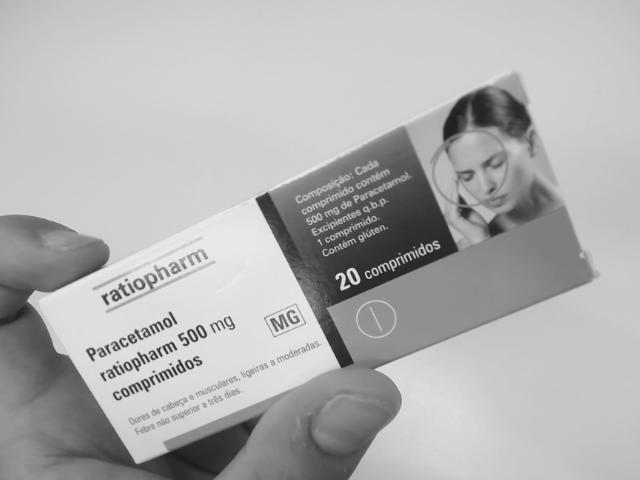 ratiopharm
Paracetamol
ratiopharm 500 mg
comprimidos
MG
Dores de cabeça e musculares, ligeiras a moderadas.
Febre não superior a três dias.
Composição: Cada
comprimido contém
500 mg de Paracetamol.
Excipientes q.b.p.
1 comprimido.
Contém glúten.
20 comprimidos